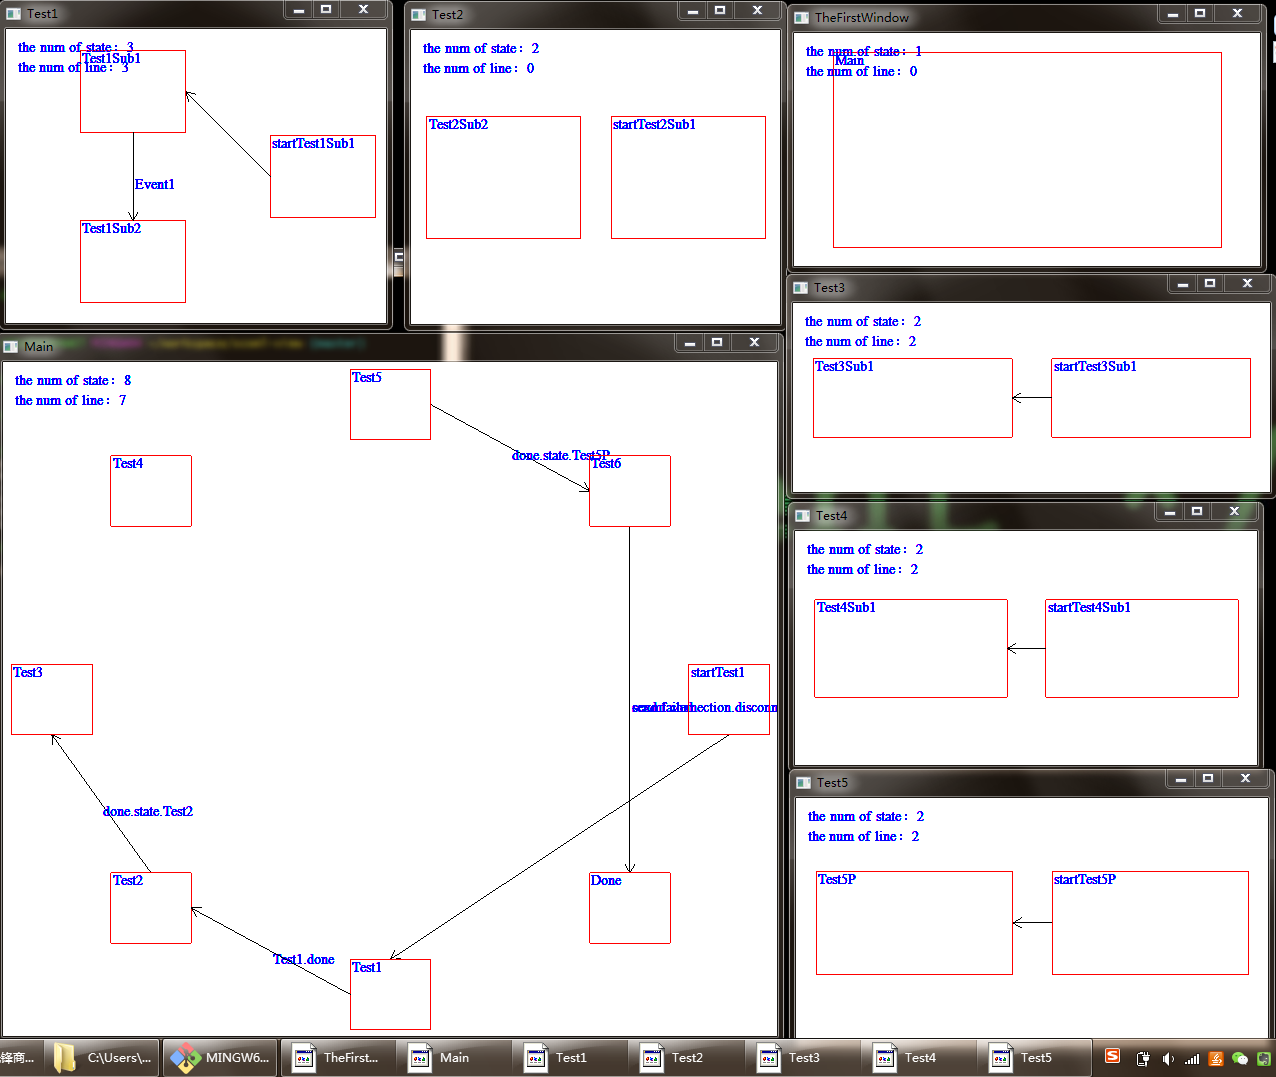 Test1
the num of state: 3
the num of line: 3
Test1Sub1
startTest1Sub1
Event1
Test1Sub2
Test2
the num of state: 2
the num of line: 0
Test2Sub2
startTest2Sub1
TheFirstWindow
the num of state: 1
the num of line: 0
Main
Test3
the num of state: 2
the num of line: 2
Test3Sub1
startTest3Sub1
Main
the num of state: 8
the num of line: 7
Test5
Test4
done.state.Test5P
Test6
Test3
startTest1
done.state.Test2
Test2
Done
Test1.done
Test1
Test4
the num of state: 2
the num of line: 2
Test4Sub1
startTest4Sub1
Test5
the num of state: 2
the num of line: 2
Test5P
startTest5P
锋商...
C:\Users\...
MINGW6...
TheFirst...
Main
Test1
Test2
Test3
Test4
Test5